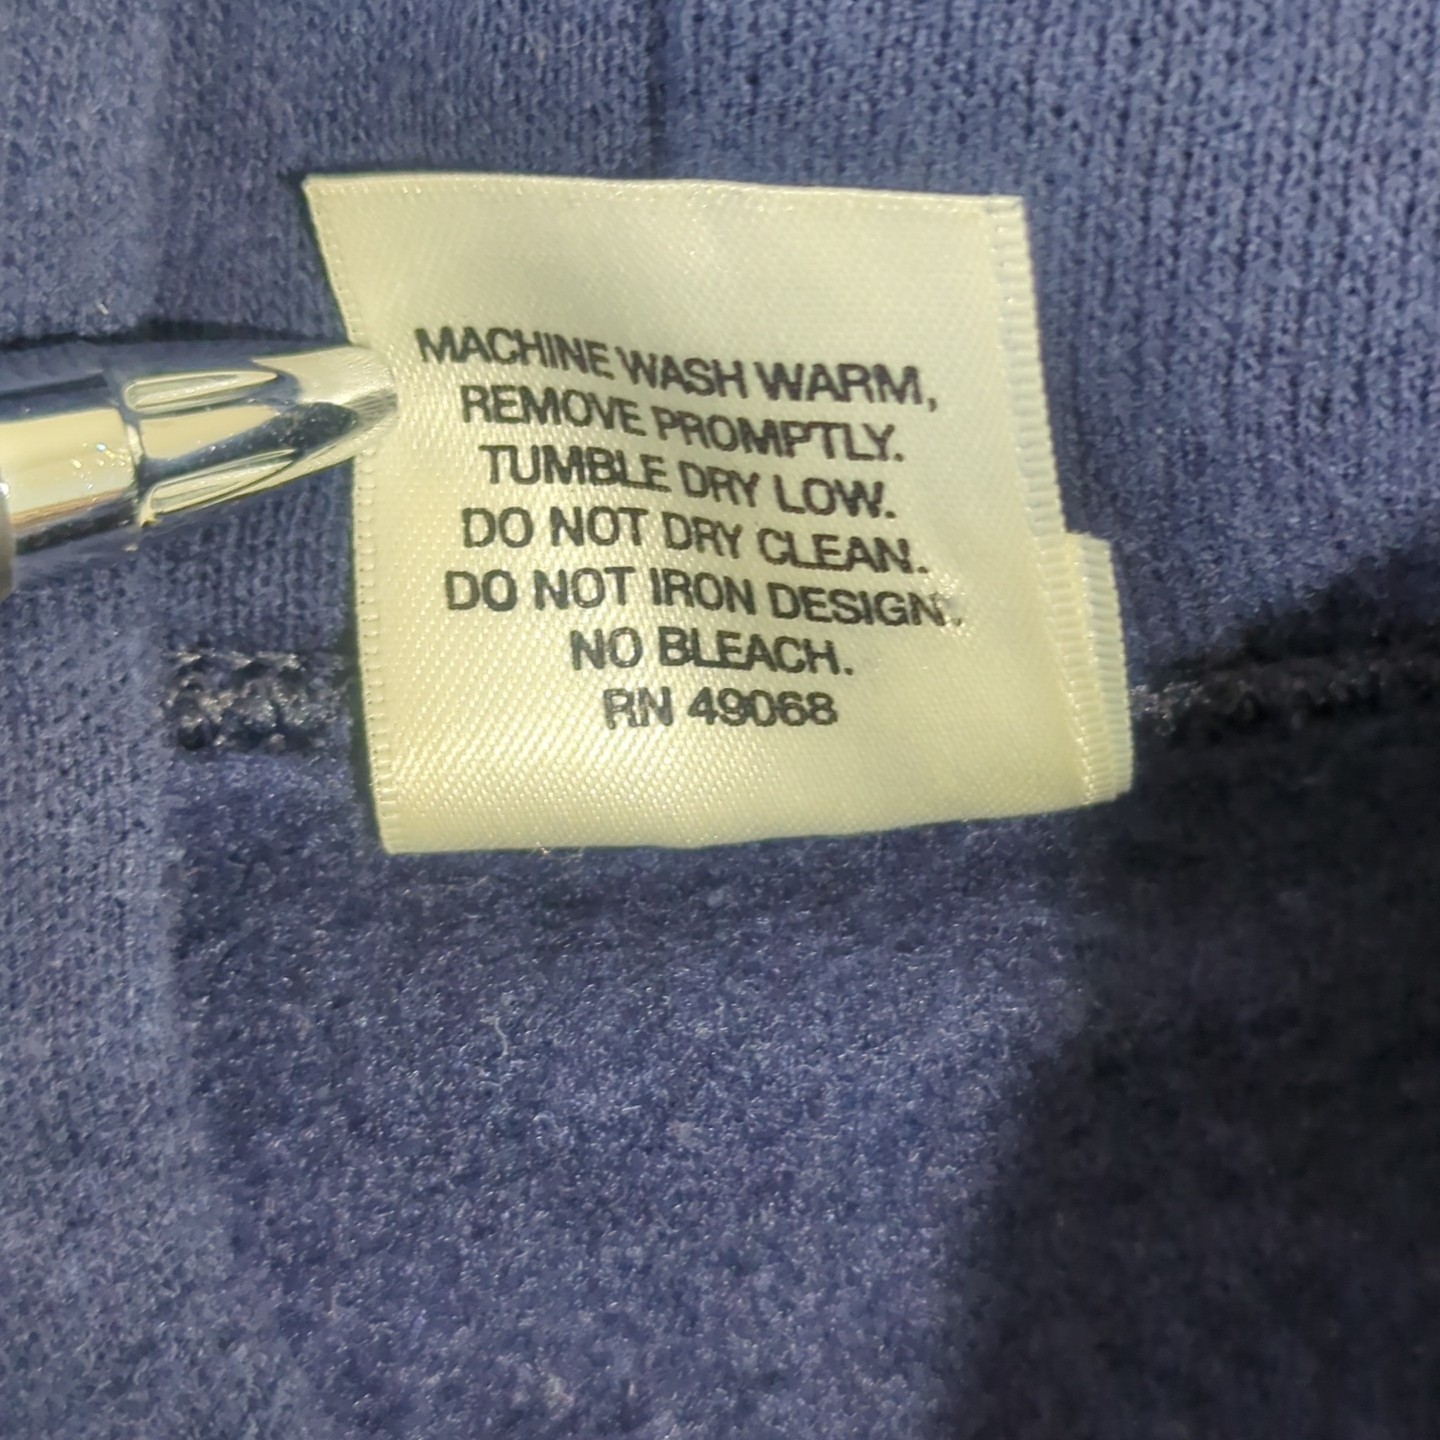 MACHINE WASH WARM,
REMOVE PROMPTLY.
TUMBLE DRY LOW.
DO NOT DRY CLEAN.
DO NOT IRON DESIGN.
NO BLEACH.
RN 49068